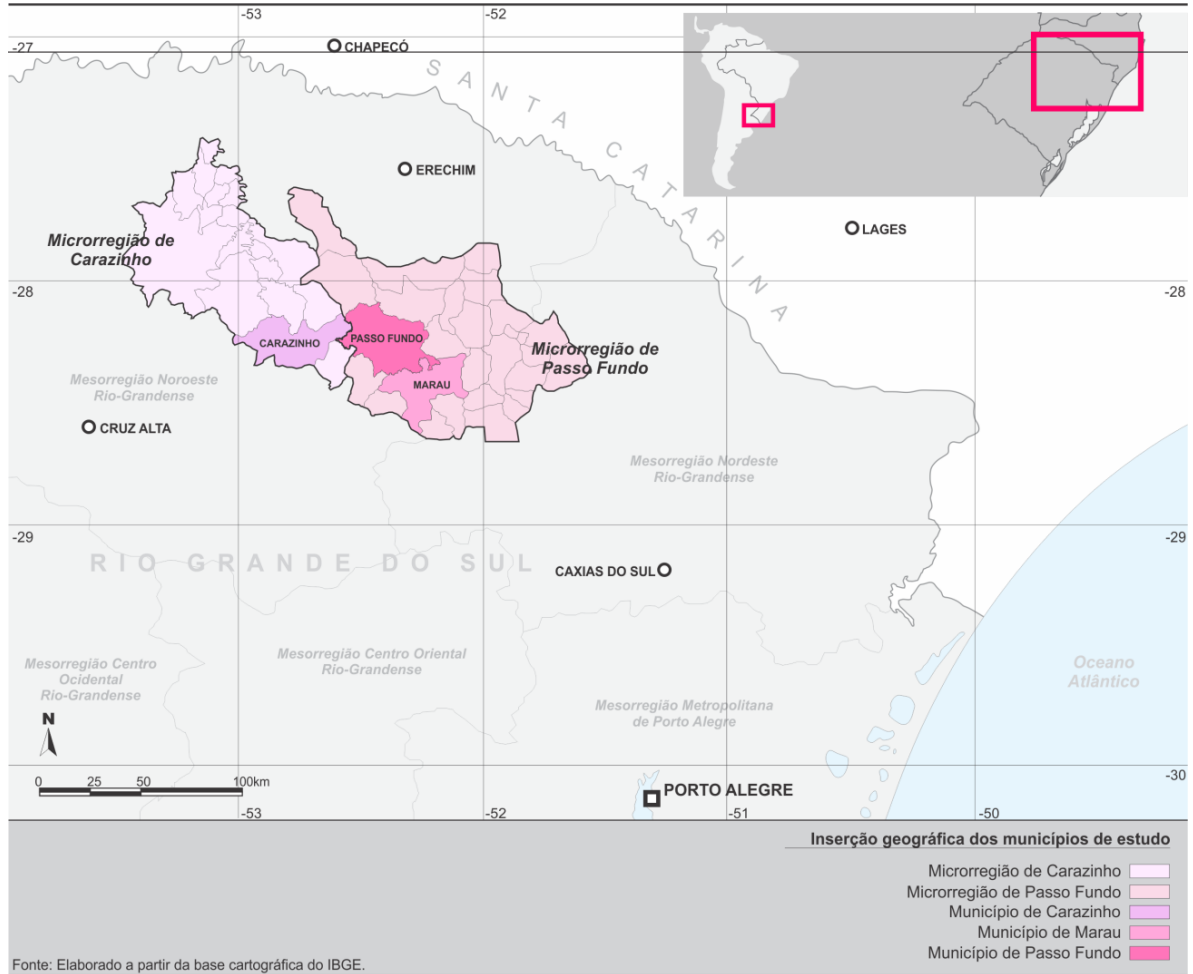 -53
-52
-27
CHAPECÓ
SANTA CATARINA
ERECHIM
LAGES
Microrregião de
Carazinho
-28
-28
CARAZINHO
PASSO FUNDO
Microrregião de
Passo Fundo
MARAU
Mesorregião Noroeste
Rio-Grandense
CRUZ ALTA
Mesorregião Nordeste
Rio-Grandense
-29
-29
RIO GRANDE DO SUL
CAXIAS DO SUL
Mesorregião Centro
Ocidental
Rio-Grandense
Mesorregião Centro Oriental
Rio-Grandense
Oceano
Atlântico
Mesorregião Metropolitana
de Porto Alegre
N
0 25 50 100km
-30
PORTO ALEGRE
-53
-52
-51
-50
Inserção geográfica dos municípios de estudo
Microrregião de Carazinho
Microrregião de Passo Fundo
Município de Carazinho
Município de Marau
Município de Passo Fundo
Fonte: Elaborado a partir da base cartográfica do IBGE.